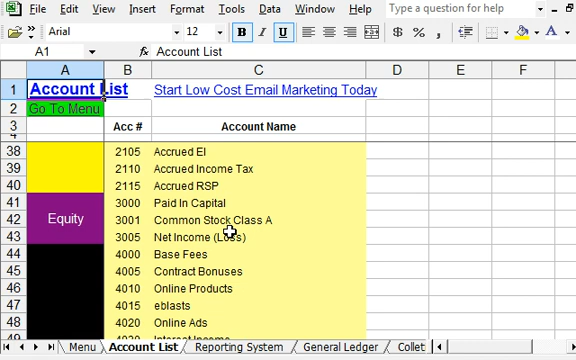 File Edit View Insert Format Tools Data Window Help Type a question for help
Arial 12 B I U $ %
A1 fx Account List
A B C D E F
1 Account List Start Low Cost Email Marketing Today
2 Go To Menu
3 Acc # Account Name
4
38 2105 Accrued EI
39 2110 Accrued Income Tax
40 2115 Accrued RSP
41 3000 Paid In Capital
42 Equity 3001 Common Stock Class A
43 3005 Net Income (Loss)
44 4000 Base Fees
45 4005 Contract Bonuses
46 4010 Online Products
47 4015 eblasts
48 4020 Online Ads
49 4030 Interest Income
Menu Account List Reporting System General Ledger Collet